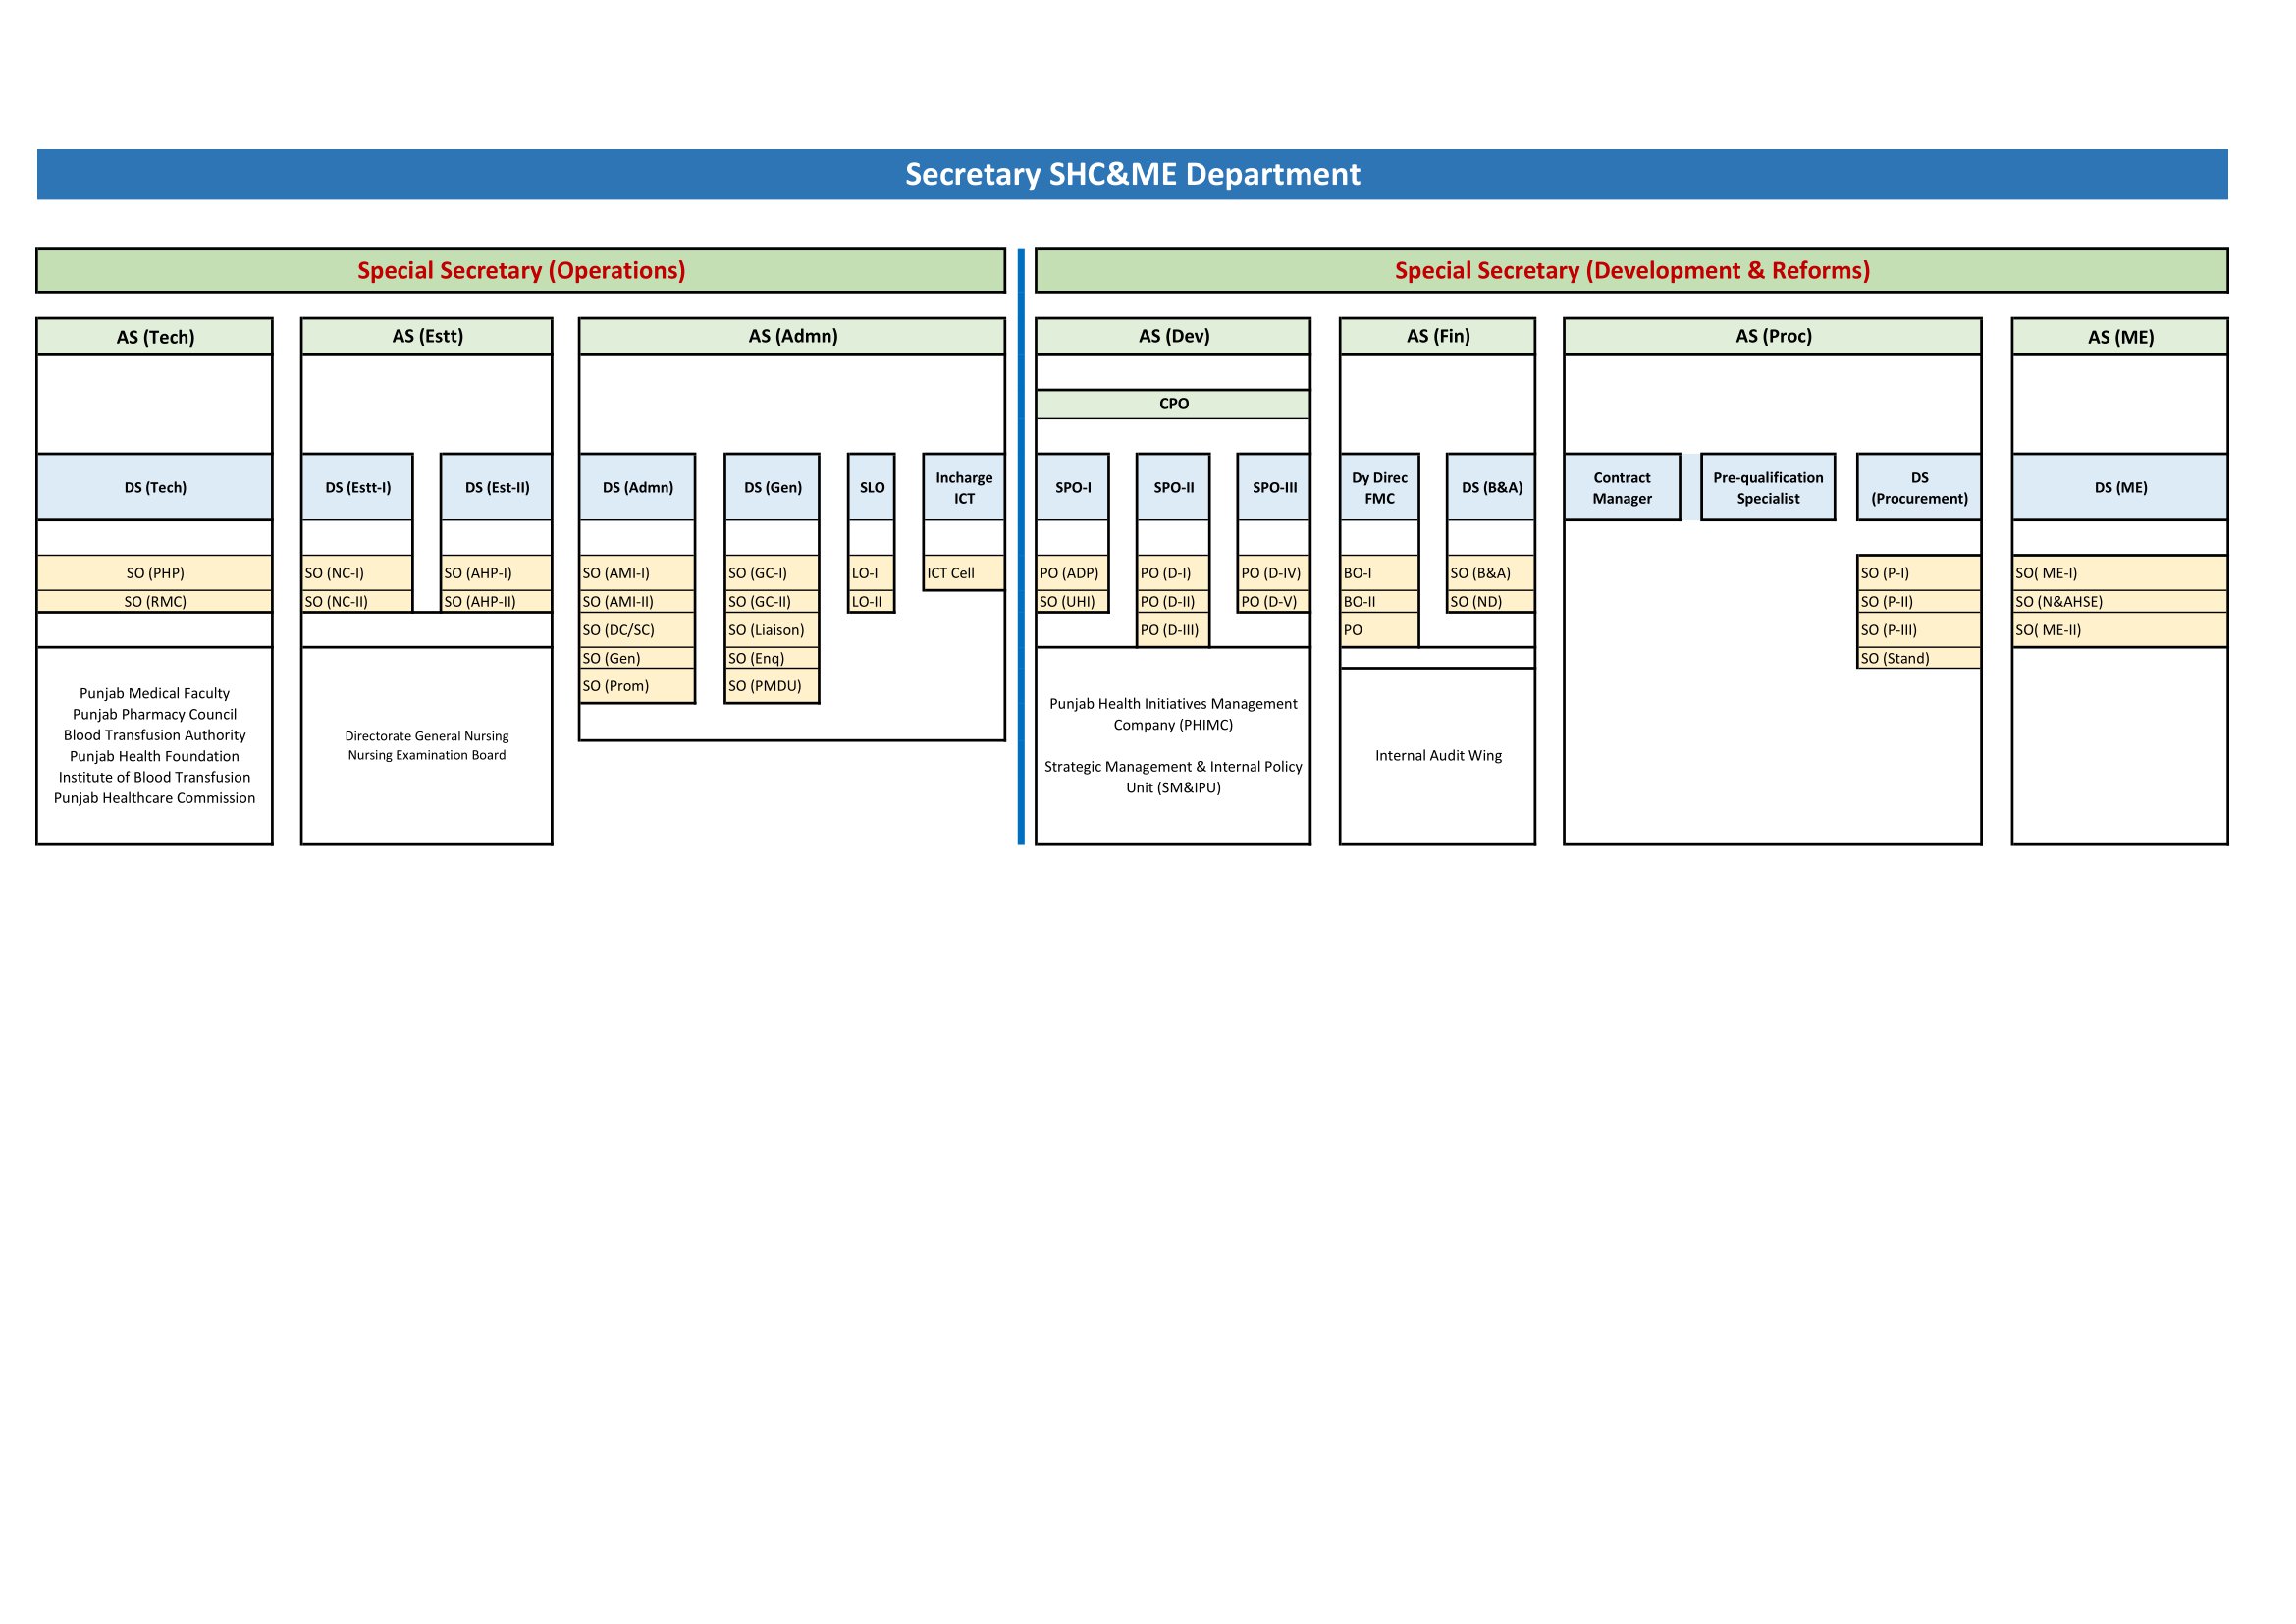 Secretary SHC&ME Department
Special Secretary (Operations)
Special Secretary (Development & Reforms)
AS (Tech)
AS (Estt)
AS (Admn)
AS (Dev)
AS (Fin)
AS (Proc)
AS (ME)
CPO
DS (Tech)
DS (Estt-I)
DS (Est-II)
DS (Admn)
DS (Gen)
SLO
Incharge
ICT
SPO-I
SPO-II
SPO-III
Dy Direc
FMC
DS (B&A)
Contract
Manager
Pre-qualification
Specialist
DS
(Procurement)
DS (ME)
SO (PHP)
SO (NC-I)
SO (AHP-I)
SO (AMI-I)
SO (GC-I)
LO-I
ICT Cell
PO (ADP)
PO (D-I)
PO (D-IV)
BO-I
SO (B&A)
SO (P-I)
SO( ME-I)
SO (RMC)
SO (NC-II)
SO (AHP-II)
SO (AMI-II)
SO (GC-II)
LO-II
SO (UHI)
PO (D-II)
PO (D-V)
BO-II
SO (ND)
SO (P-II)
SO (N&AHSE)
SO (DC/SC)
SO (Liaison)
PO (D-III)
PO
SO (P-III)
SO( ME-II)
SO (Gen)
SO (Enq)
SO (Stand)
SO (Prom)
SO (PMDU)
Punjab Medical Faculty
Punjab Pharmacy Council
Blood Transfusion Authority
Punjab Health Foundation
Institute of Blood Transfusion
Punjab Healthcare Commission
Directorate General Nursing
Nursing Examination Board
Punjab Health Initiatives Management
Company (PHIMC)
Strategic Management & Internal Policy
Unit (SM&IPU)
Internal Audit Wing